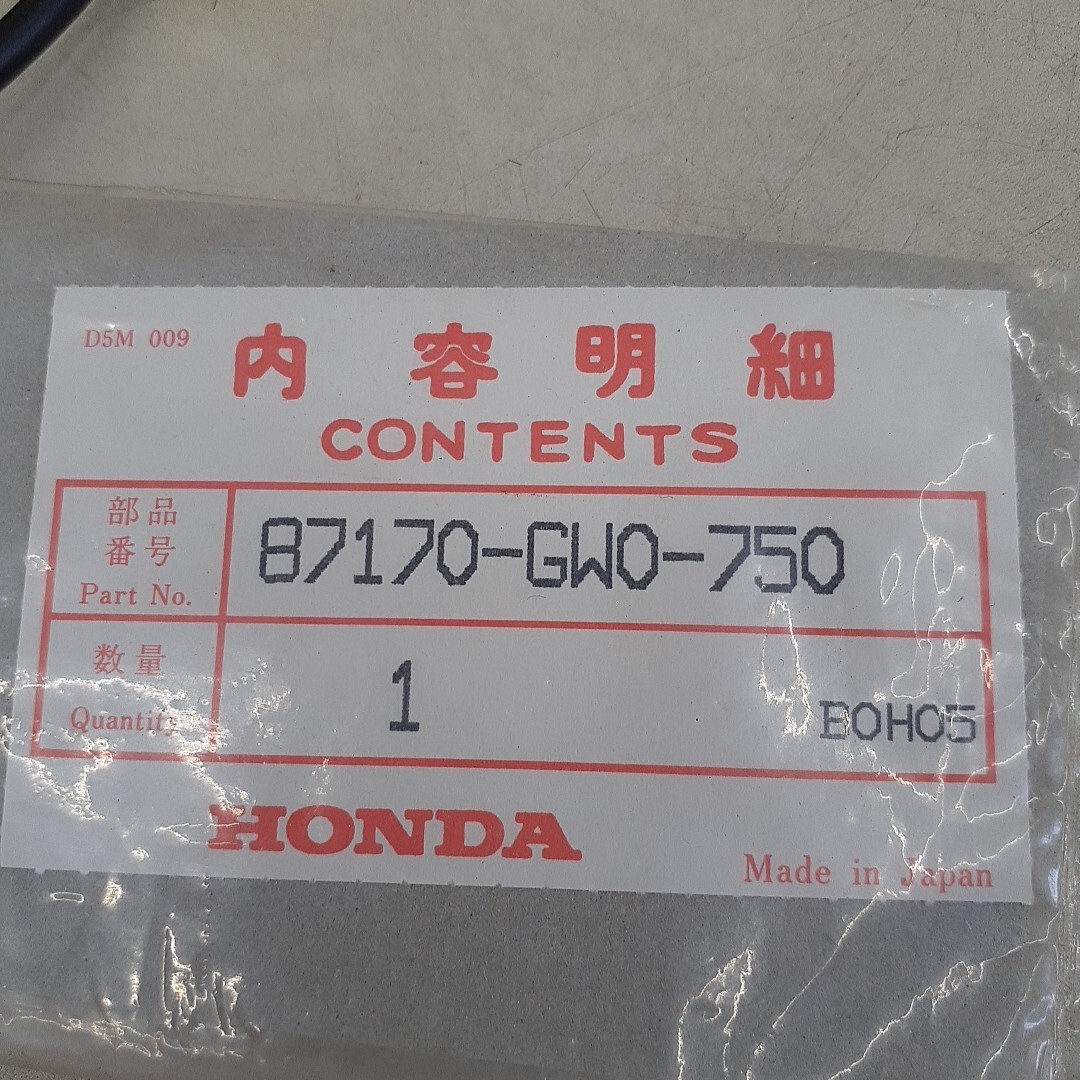 D5M 009
内容明細
CONTENTS
部品
番号
Part No.
87170-GW0-750
数量
Quantity
1
B0H05
HONDA
Made in Japan